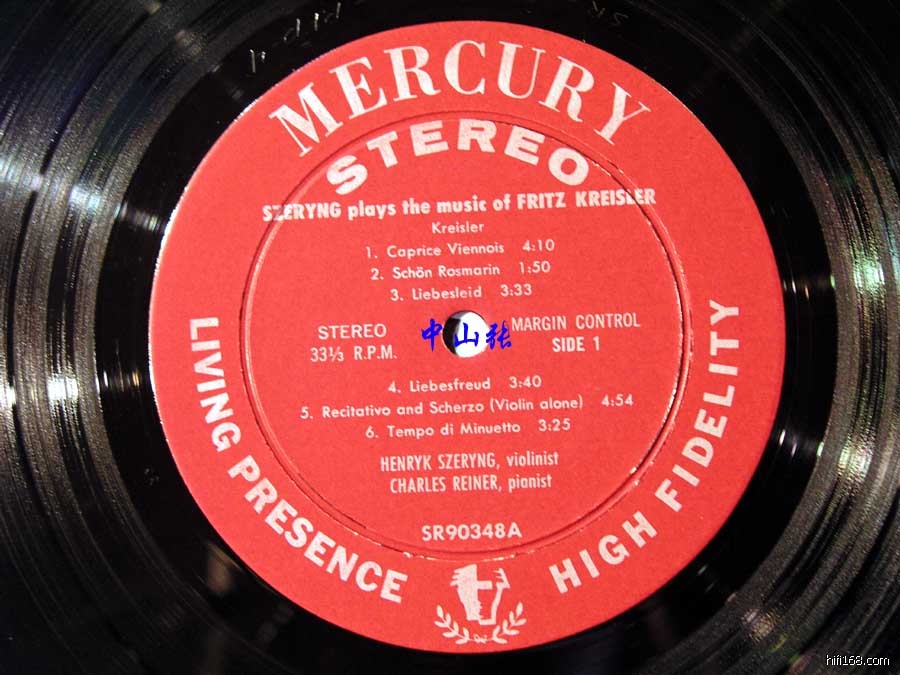 MERCURY
STEREO
SZERYNG plays the music of FRITZ KREISLER
Kreisler
1. Caprice Viennois 4:10
2. Schön Rosmarin 1:50
3. Liebesleid 3:33
STEREO
33⅓ R.P.M.
中山张
MARGIN CONTROL
SIDE 1
4. Liebesfreud 3:40
5. Recitativo and Scherzo (Violin alone) 4:54
6. Tempo di Minuetto 3:25
HENRYK SZERYNG, violinist
CHARLES REINER, pianist
SR90348A
LIVING PRESENCE
HIGH FIDELITY
hifi168.com